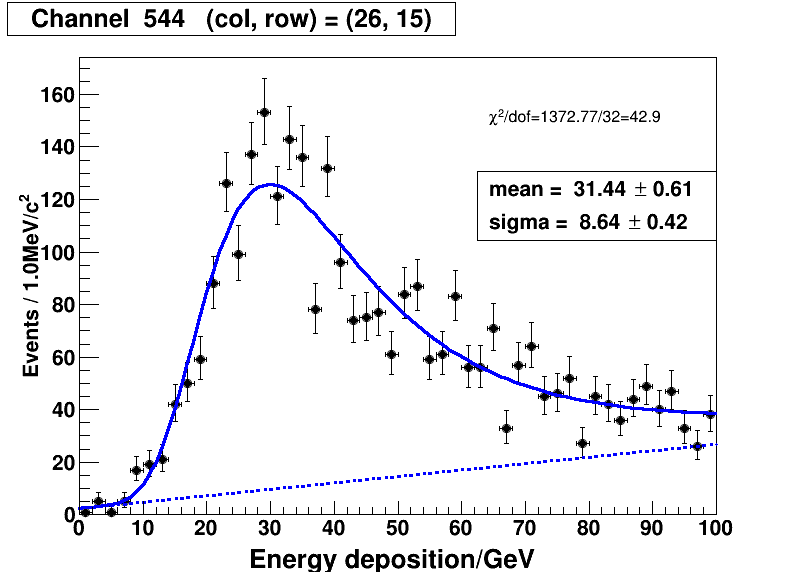 Channel 544 (col, row) = (26, 15)
χ²/dof=1372.77/32=42.9
mean = 31.44 ± 0.61
sigma = 8.64 ± 0.42
Events / 1.0MeV/c²
160
140
120
100
80
60
40
20
0
0 10 20 30 40 50 60 70 80 90 100
Energy deposition/GeV